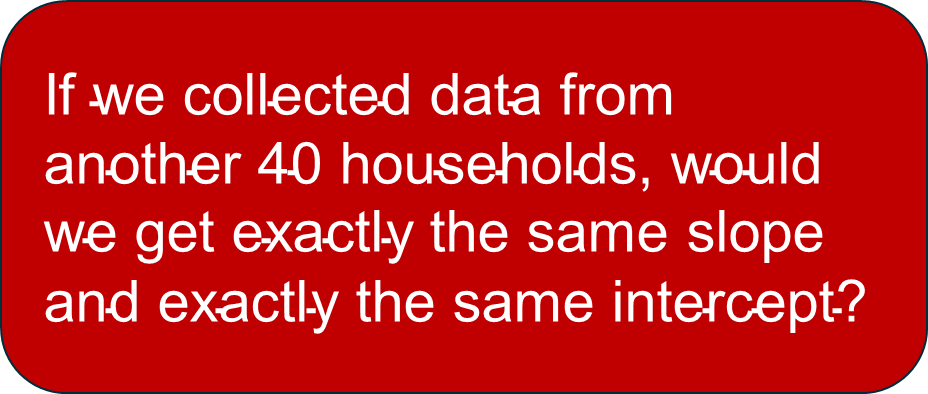 If we collected data from
another 40 households, would
we get exactly the same slope
and exactly the same intercept?